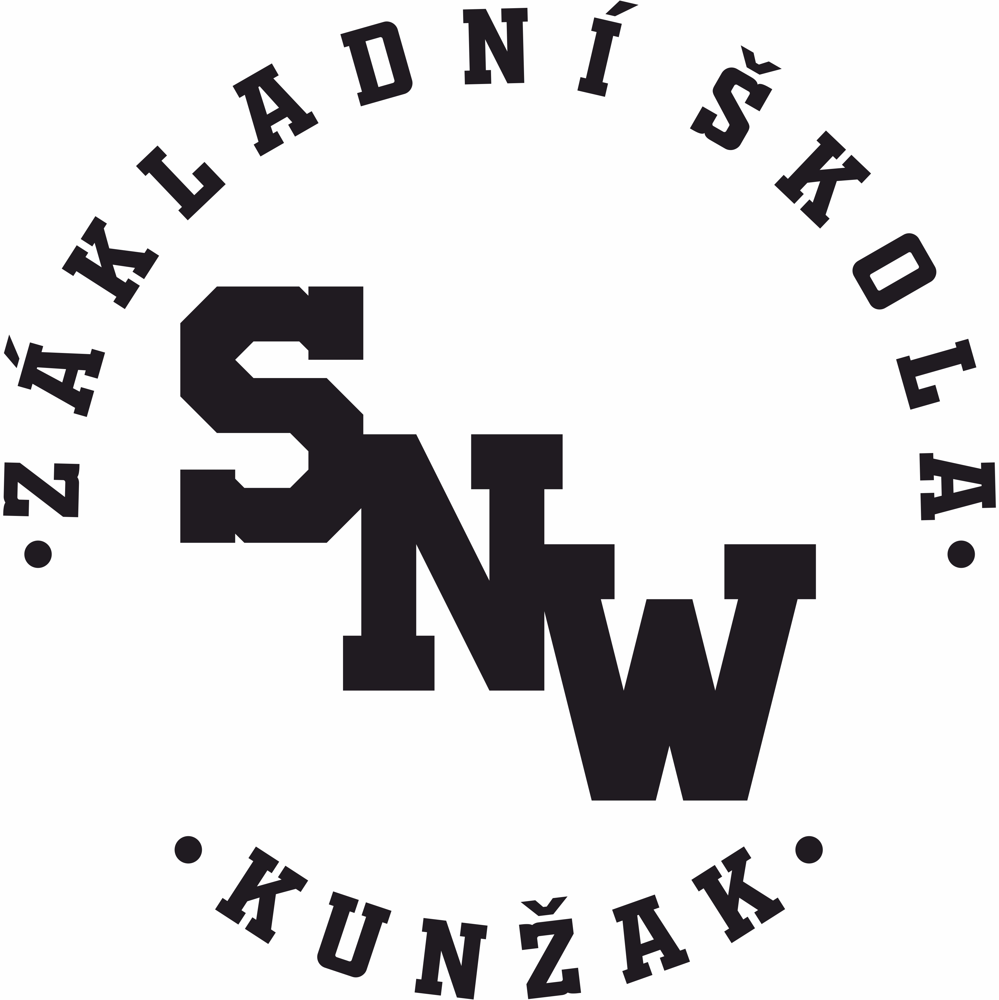 ZÁKLADNÍ ŠKOLA
SNW
• KUNŽAK •